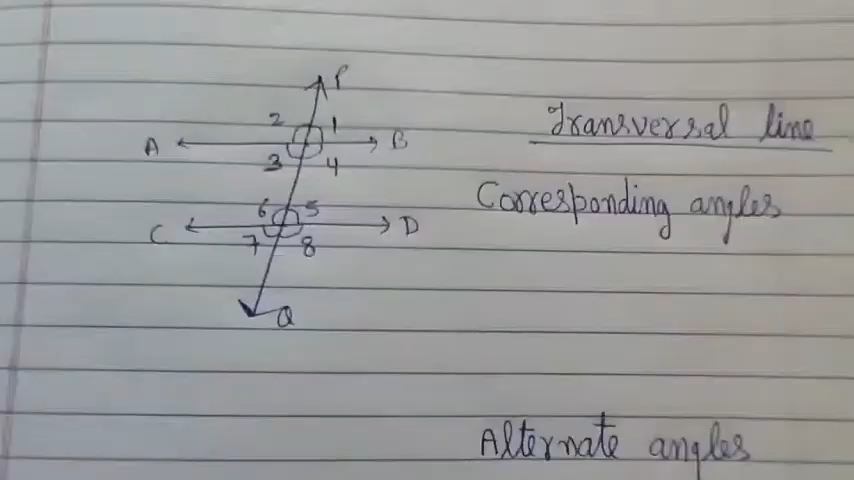 P
2 1
A B
3 4
Transversal line
Corresponding angles
6 5
C D
7 8
Q
Alternate angles